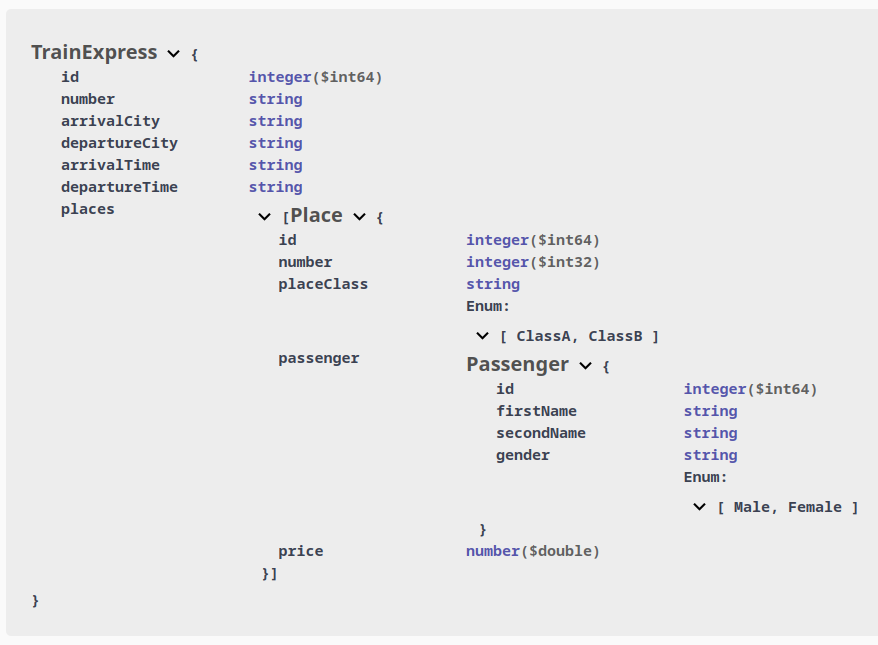 TrainExpress {
id integer($int64)
number string
arrivalCity string
departureCity string
arrivalTime string
departureTime string
places [Place {
id integer($int64)
number integer($int32)
placeClass string
Enum:
[ ClassA, ClassB ]
passenger Passenger {
id integer($int64)
firstName string
secondName string
gender string
Enum:
[ Male, Female ]
}
price number($double)
}]
}